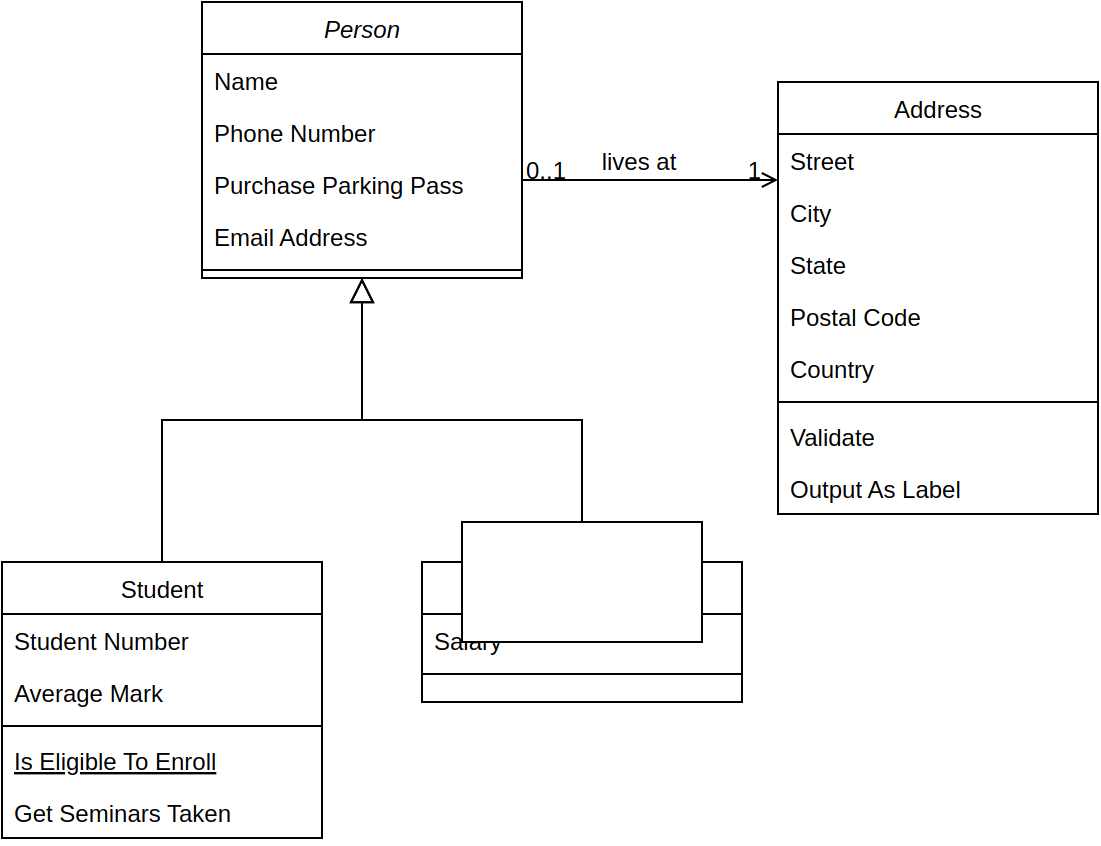 Person
Name
Phone Number
Purchase Parking Pass
Email Address
0..1
lives at
1
Address
Street
City
State
Postal Code
Country
Validate
Output As Label
Student
Student Number
Average Mark
Is Eligible To Enroll
Get Seminars Taken
Salary